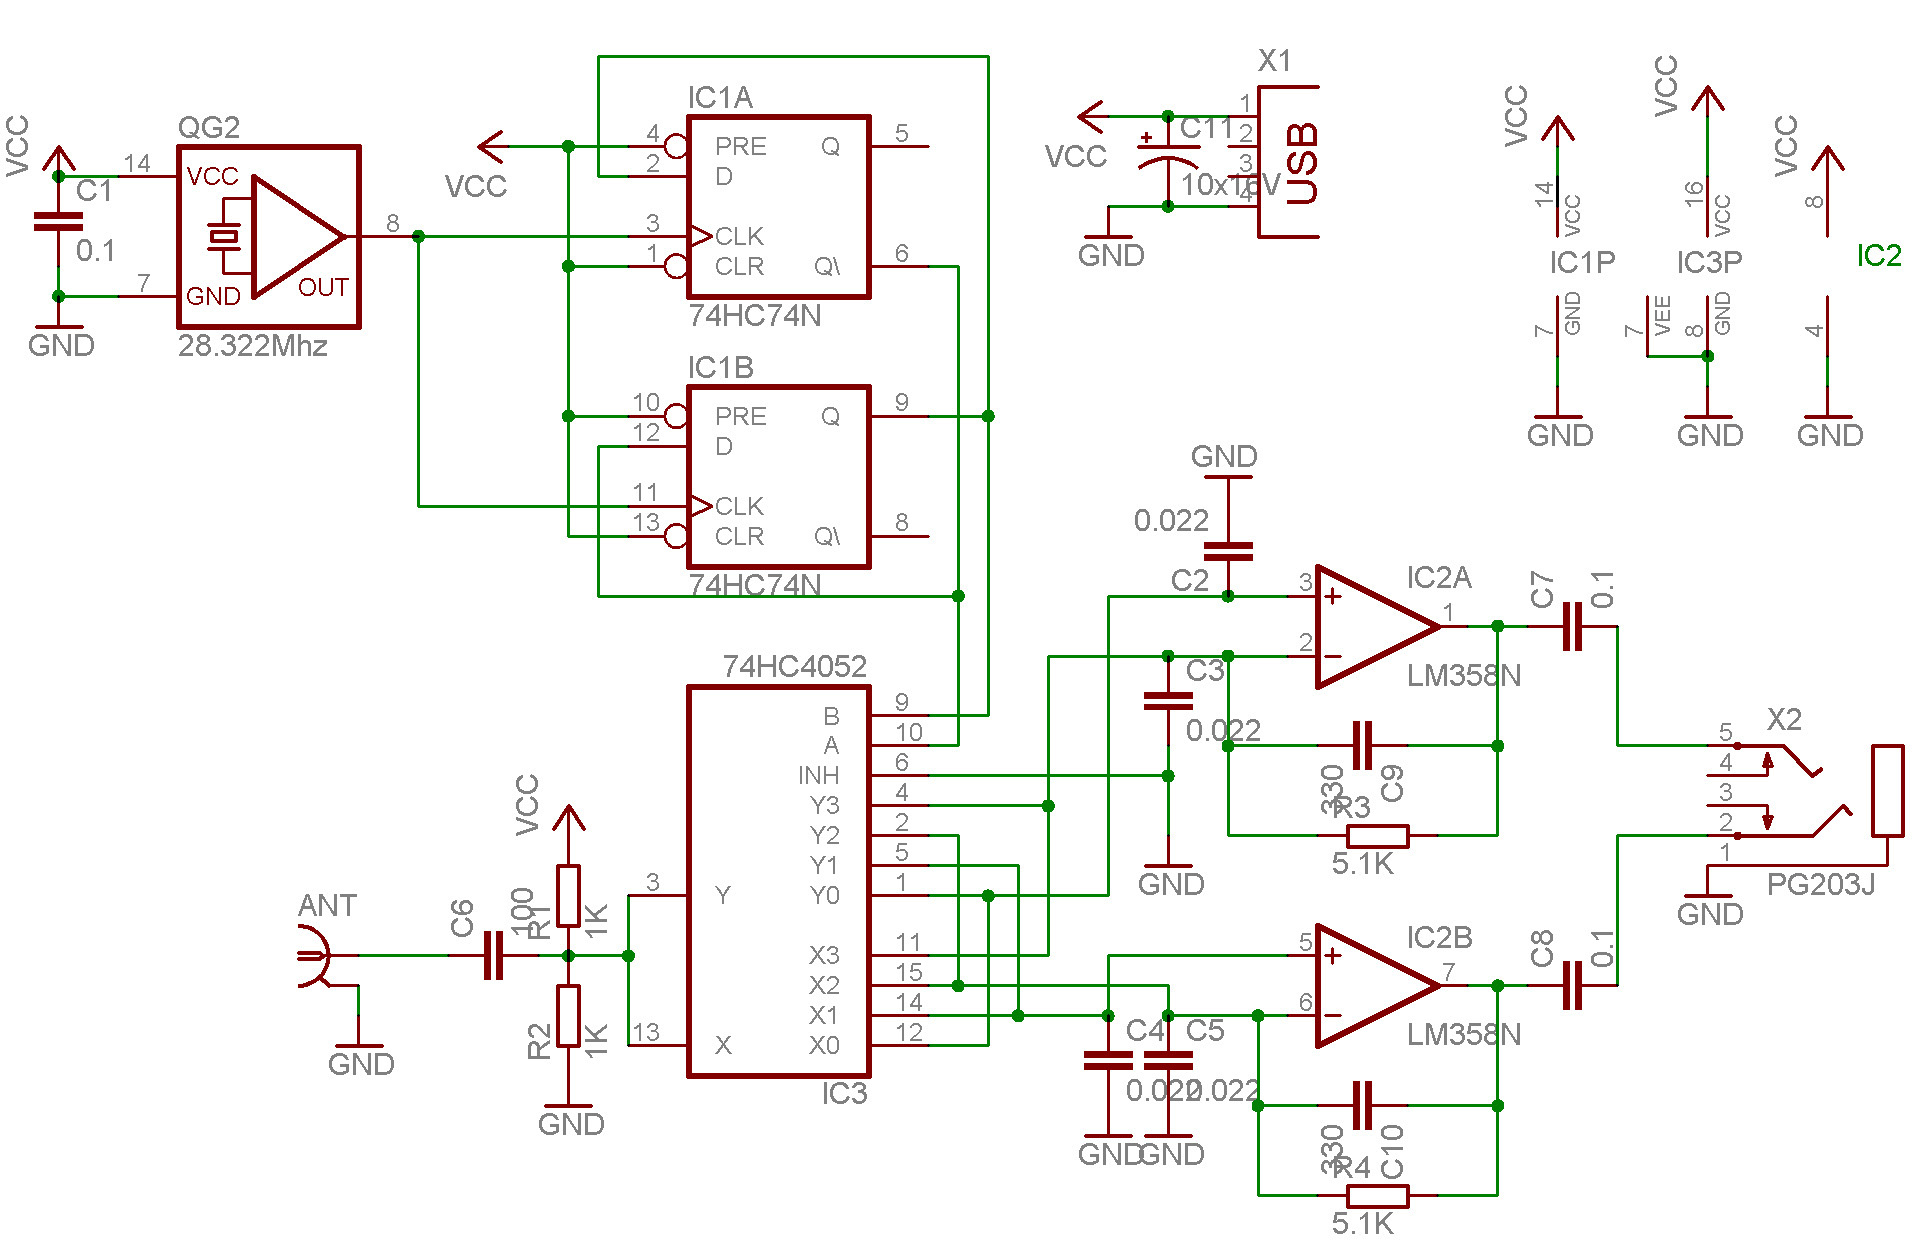 VCC
C1
0.1
GND
14
7
QG2
VCC
GND
OUT
28.322Mhz
8
VCC
IC1A
4
2
3
1
PRE
D
CLK
CLR
Q
Q\
5
6
74HC74N
IC1B
10
12
11
13
PRE
D
CLK
CLR
Q
Q\
9
8
74HC74N
X1
VCC
C11
10x16V
GND
1
2
3
4
USB
VCC
14
VCC
IC1P
7
GND
GND
VCC
16
VCC
IC3P
7
VEE
8
GND
GND
VCC
8
IC2
4
GND
74HC4052
B
A
INH
Y3
Y2
Y1
Y0
X3
X2
X1
X0
9
10
6
4
2
5
1
11
15
14
12
3
Y
13
X
IC3
ANT
GND
C6
100
VCC
R1
1K
R2
1K
GND
GND
0.022
C2
C3
0.022
GND
3
2
+
-
1
IC2A
LM358N
330
C9
R3
5.1K
C7
0.1
C4
0.022
GND
C5
0.022
GND
5
6
+
-
7
IC2B
LM358N
330
C10
R4
5.1K
C8
0.1
X2
5
4
3
2
1
PG203J
GND